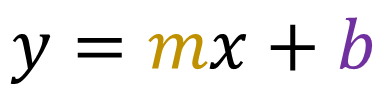 y = mx + b